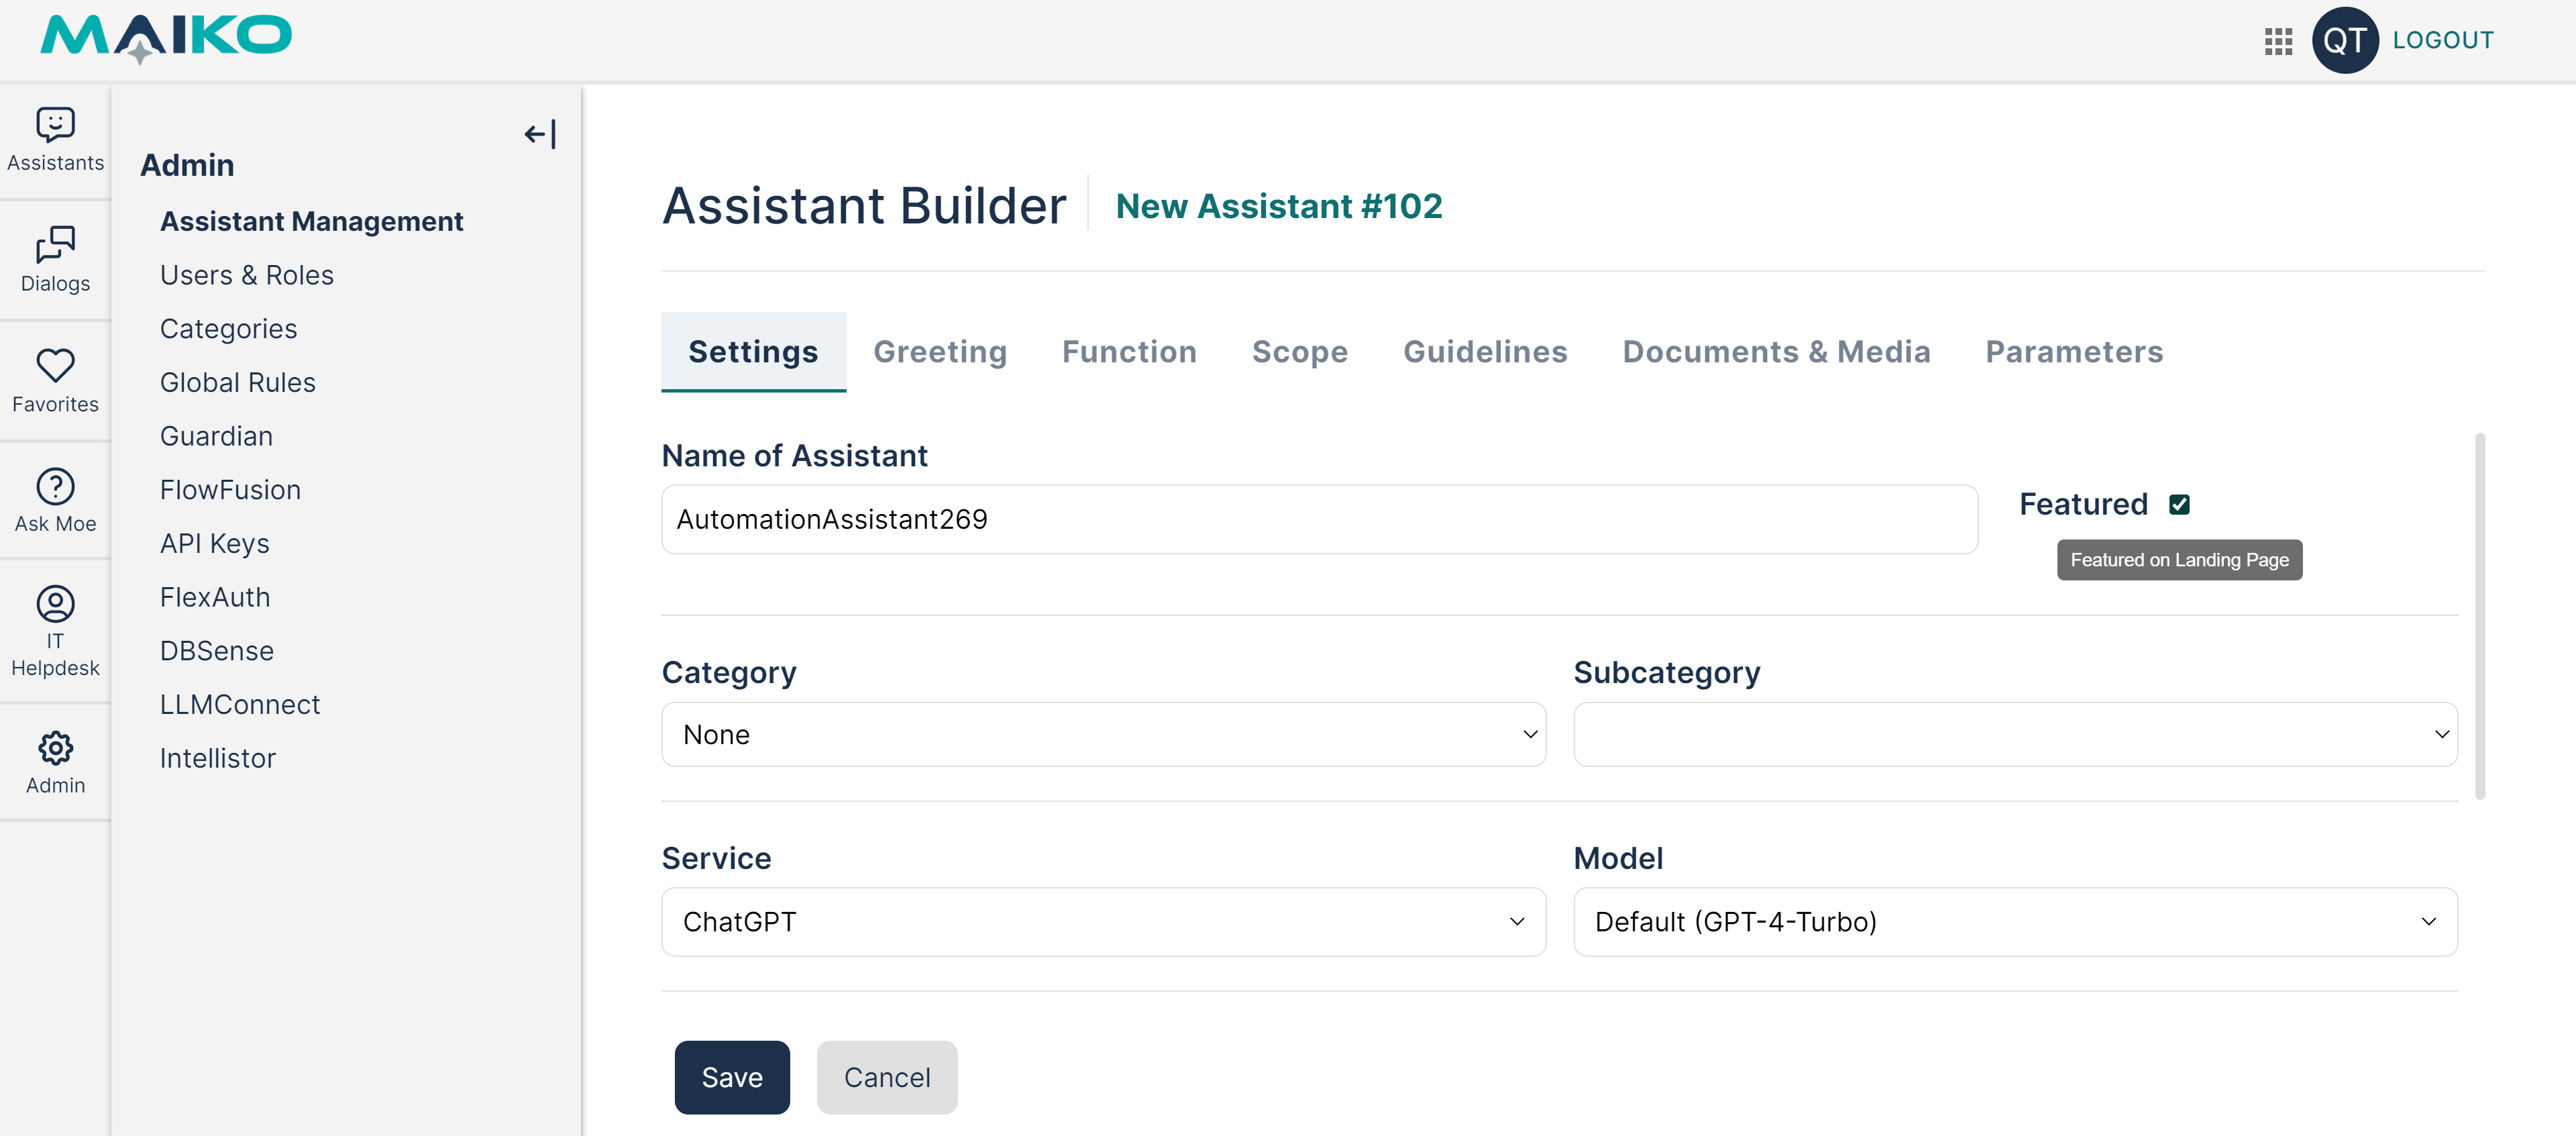 MAIKO
QT
LOGOUT
Assistants
Dialogs
Favorites
Ask Moe
IT
Helpdesk
Admin
Admin
Assistant Management
Users & Roles
Categories
Global Rules
Guardian
FlowFusion
API Keys
FlexAuth
DBSense
LLMConnect
Intellistor
Assistant Builder
New Assistant #102
Settings
Greeting
Function
Scope
Guidelines
Documents & Media
Parameters
Name of Assistant
AutomationAssistant269
Featured
Featured on Landing Page
Category
Subcategory
None
Service
Model
ChatGPT
Default (GPT-4-Turbo)
Save
Cancel